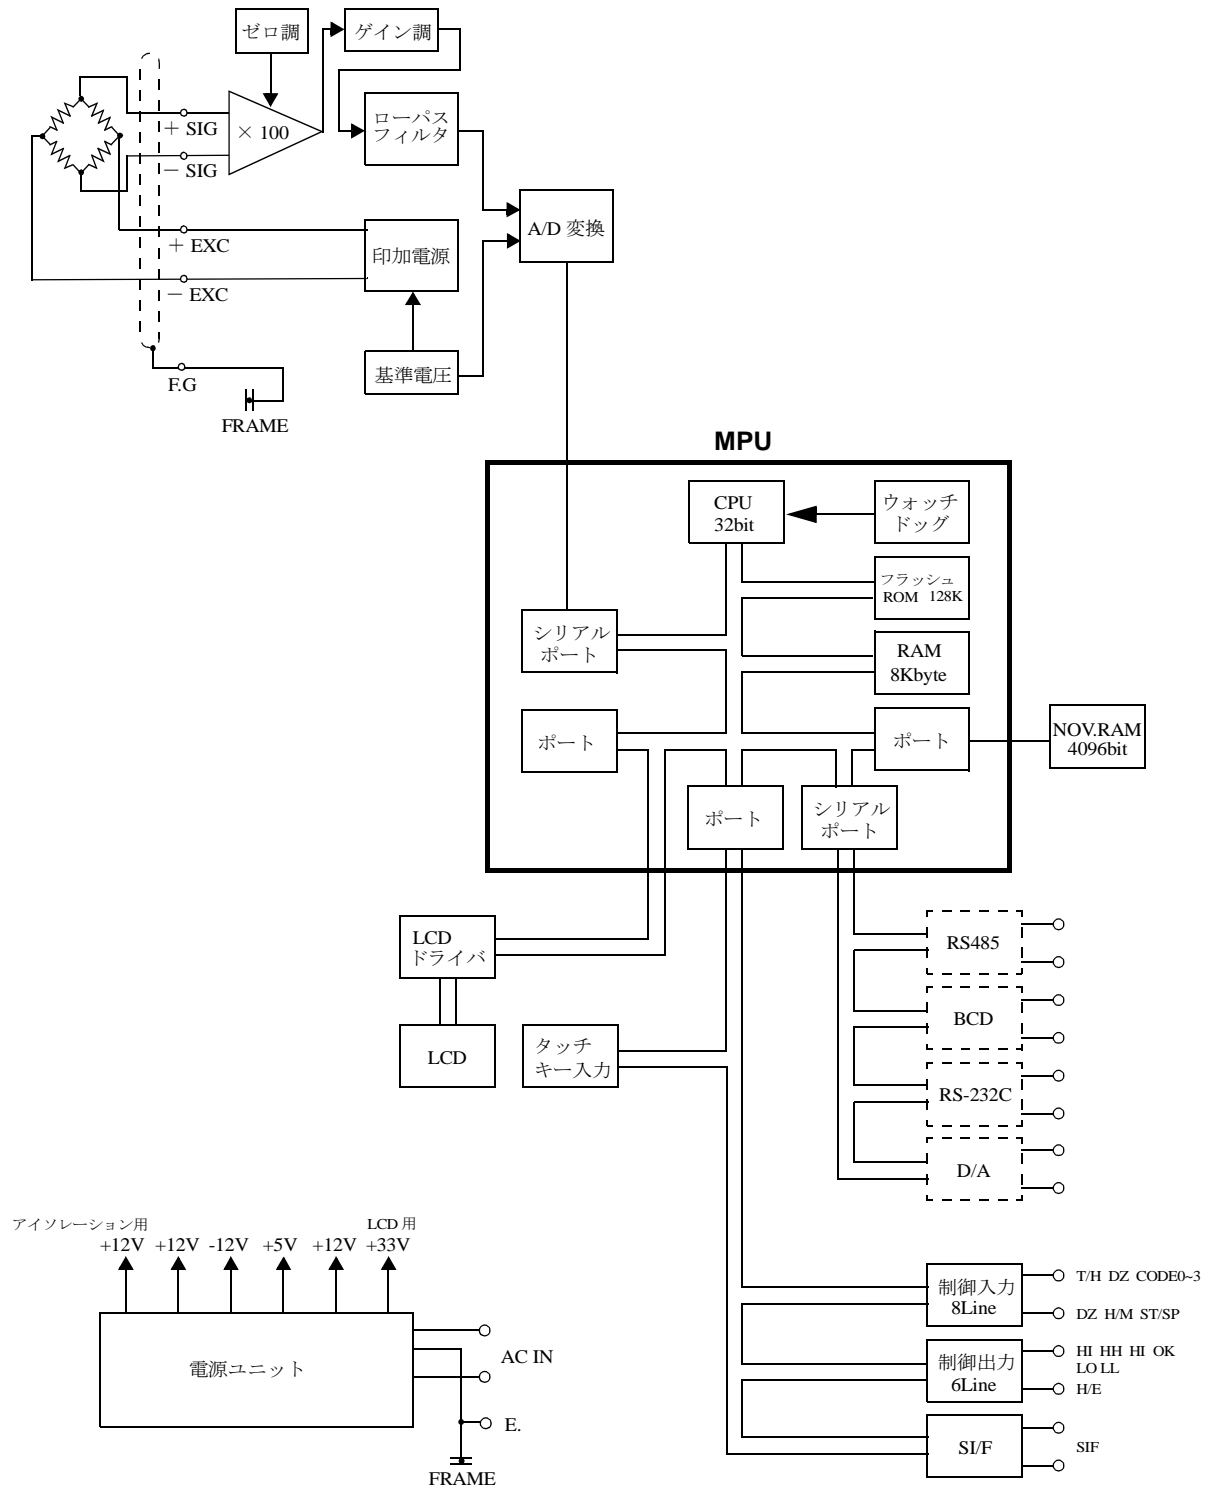 ゼロ調
ゲイン調
ローパス
フィルタ
× 100
+ SIG
− SIG
A/D 変換
+ EXC
印加電源
− EXC
基準電圧
F.G
FRAME
MPU
CPU
32bit
ウォッチ
ドッグ
フラッシュ
ROM 128K
シリアル
ポート
RAM
8Kbyte
ポート
ポート
NOV.RAM
4096bit
ポート
シリアル
ポート
LCD
ドライバ
RS485
LCD
タッチ
キー入力
BCD
RS-232C
D/A
アイソレーション用
LCD 用
+12V +12V -12V +5V +12V +33V
電源ユニット
AC IN
E.
FRAME
制御入力
8Line
T/H DZ CODE0~3
DZ H/M ST/SP
制御出力
6Line
HI HH HI OK
LO LL
H/E
SI/F
SIF